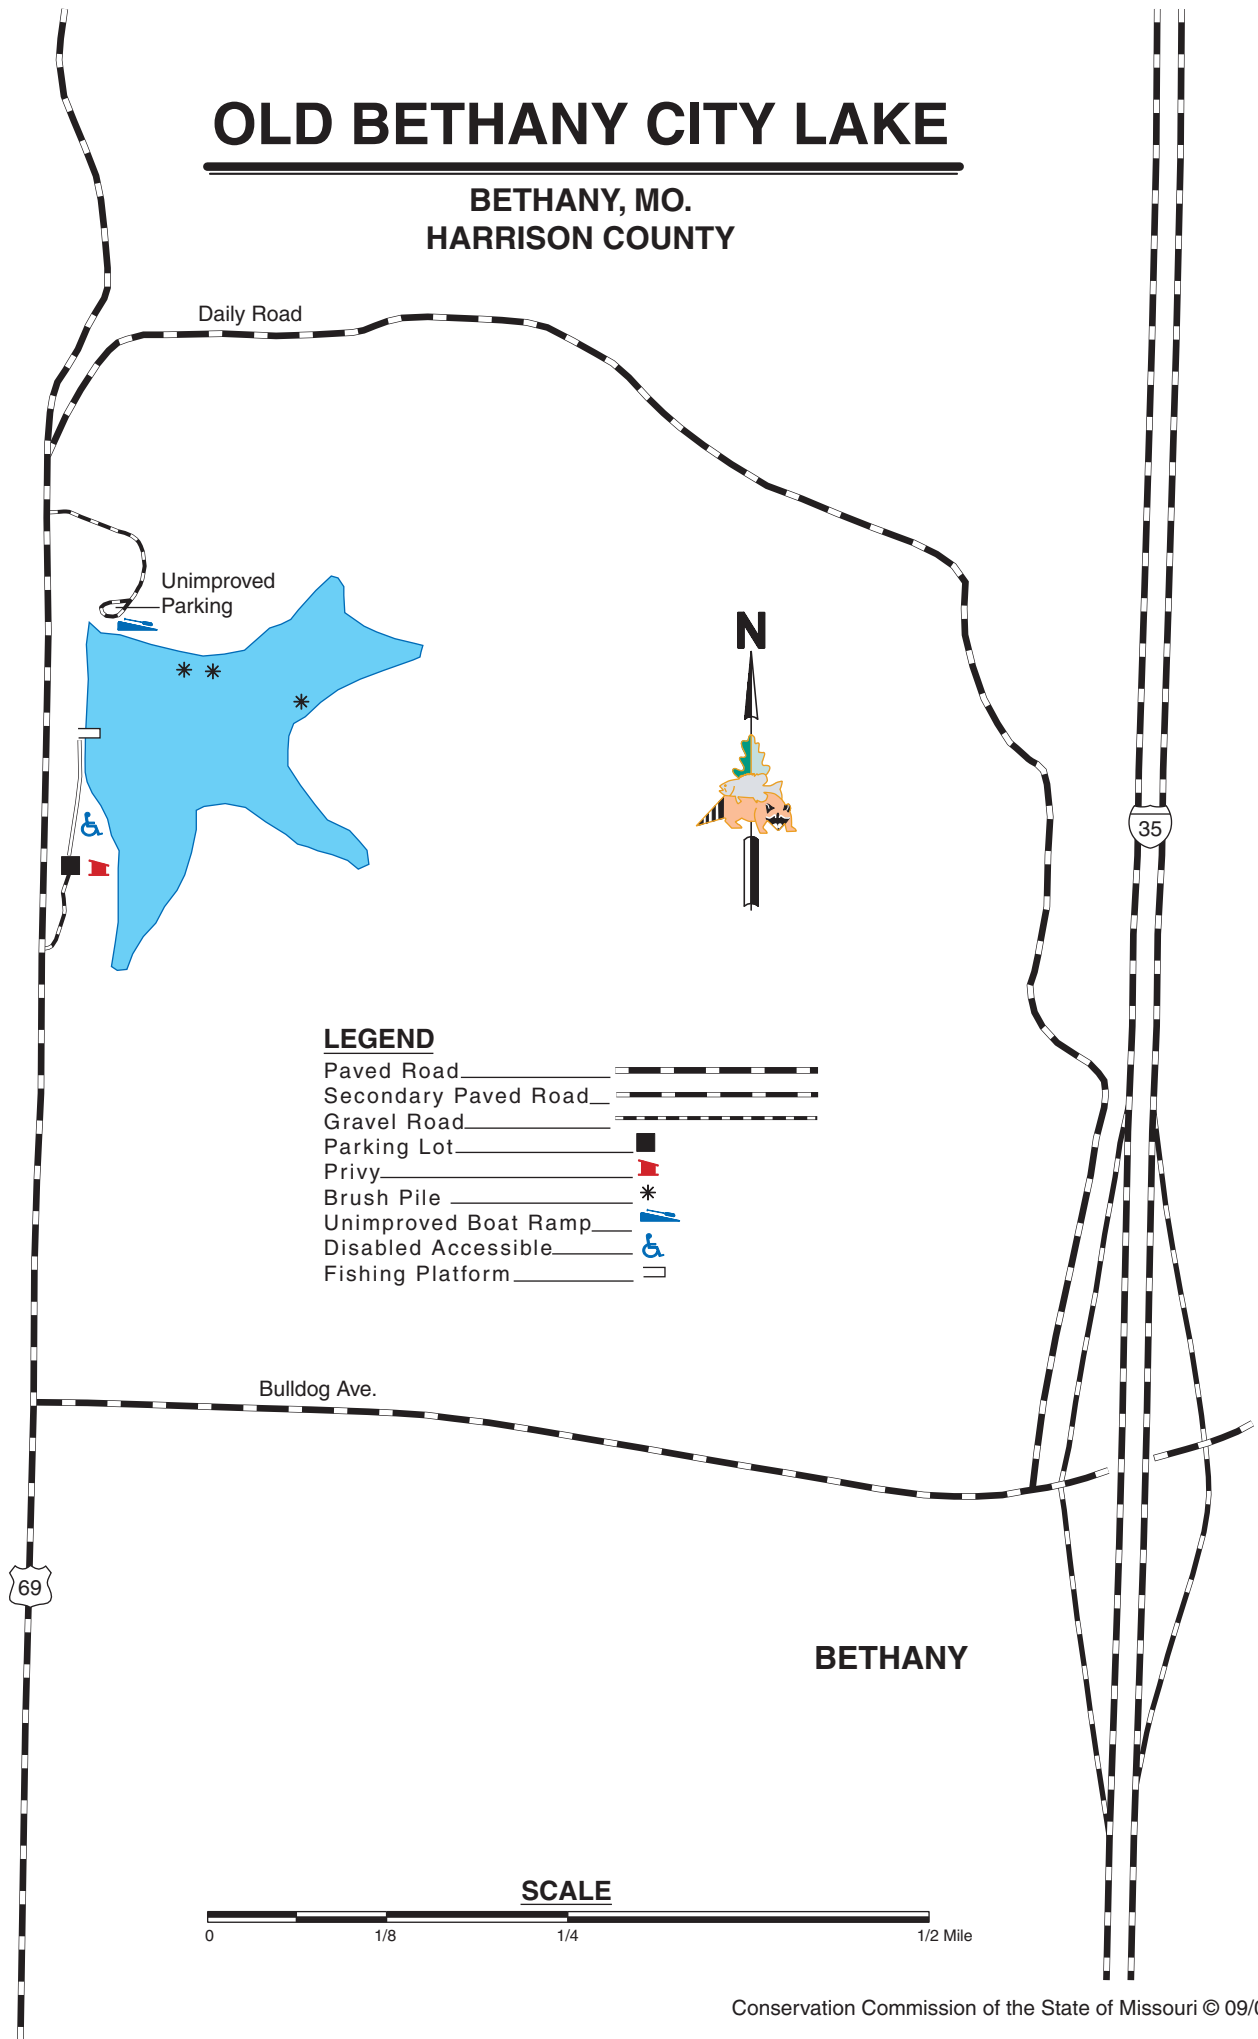 OLD BETHANY CITY LAKE
BETHANY, MO.
HARRISON COUNTY
Daily Road
Unimproved
Parking
N
35
LEGEND
Paved Road
Secondary Paved Road
Gravel Road
Parking Lot
Privy
Brush Pile
Unimproved Boat Ramp
Disabled Accessible
Fishing Platform
Bulldog Ave.
69
BETHANY
SCALE
0 1/8 1/4 1/2 Mile
Conservation Commission of the State of Missouri ©